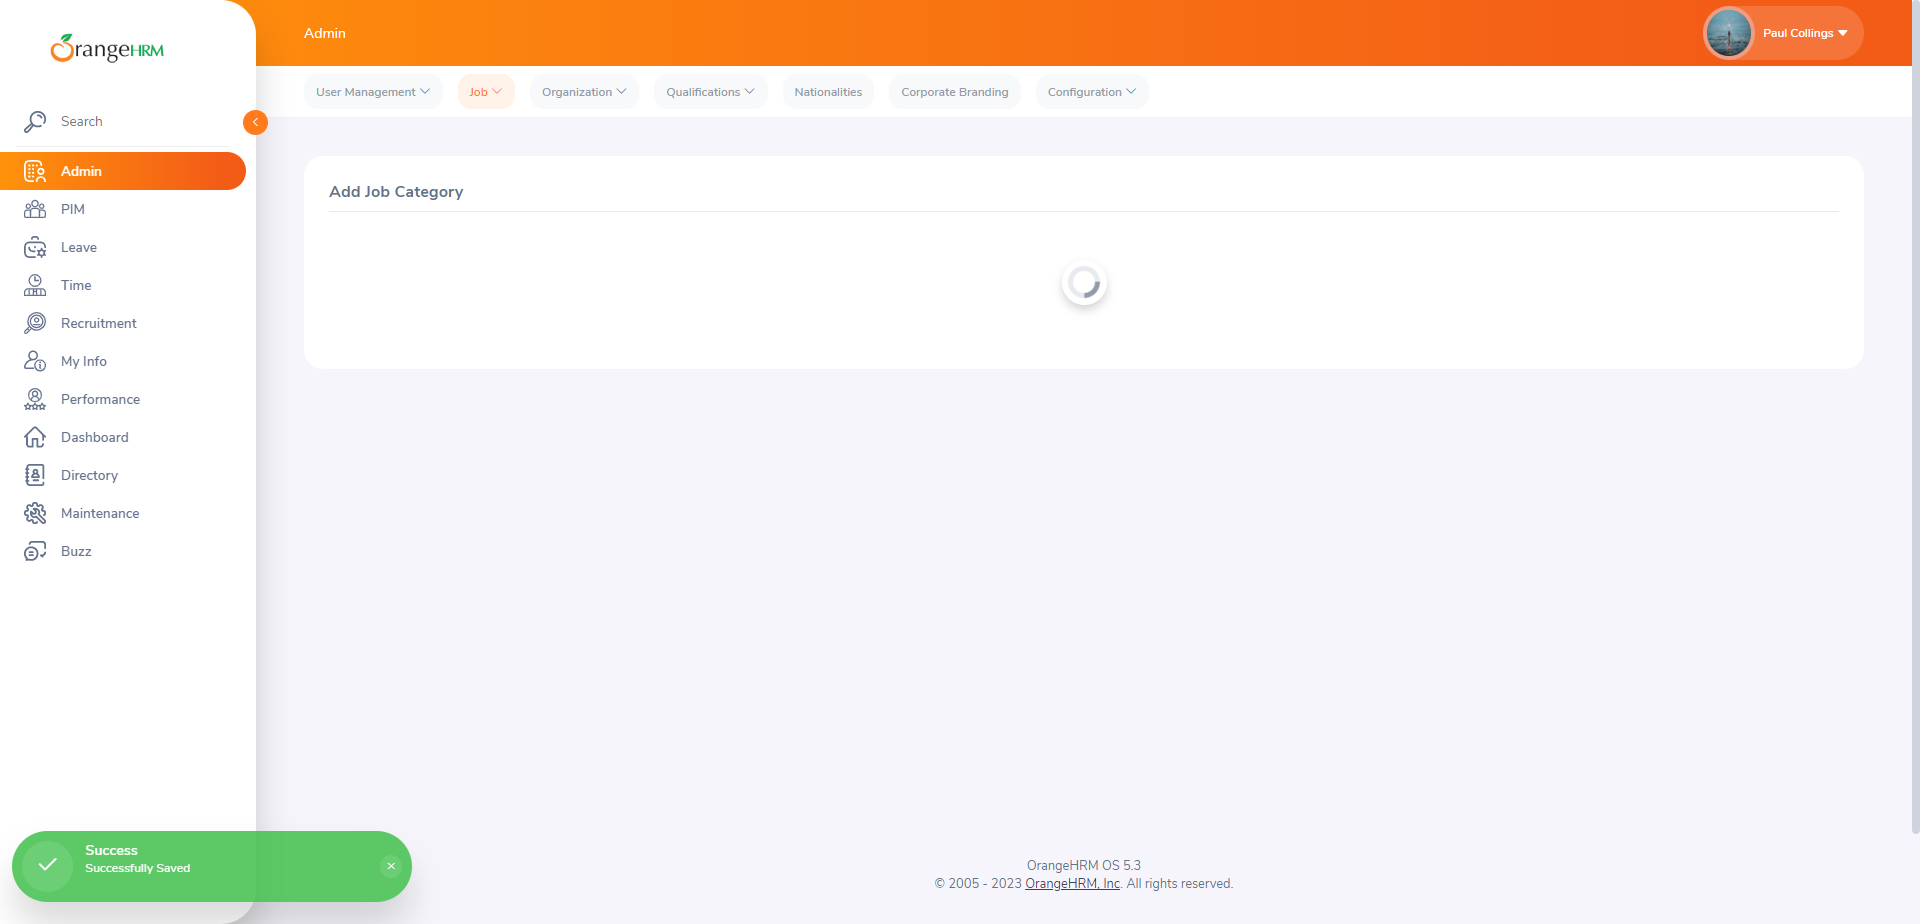 OrangeHRM
Admin
Paul Collings
User Management
Job
Organization
Qualifications
Nationalities
Corporate Branding
Configuration
Search
Admin
PIM
Leave
Time
Recruitment
My Info
Performance
Dashboard
Directory
Maintenance
Buzz
Add Job Category
Success
Successfully Saved
OrangeHRM OS 5.3
© 2005 - 2023 OrangeHRM, Inc. All rights reserved.